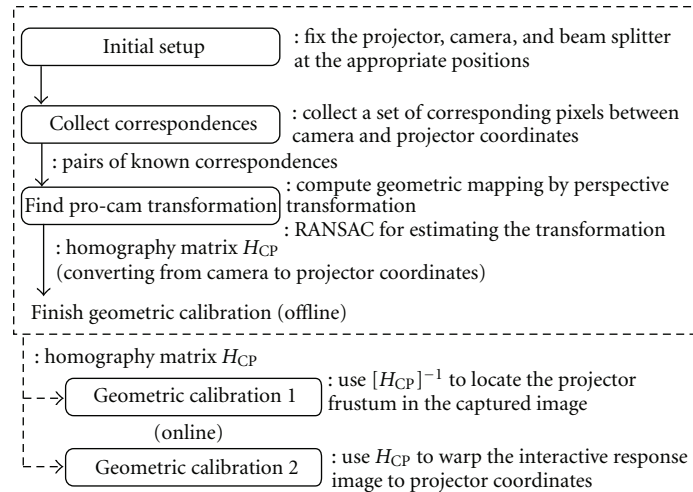 Initial setup
: fix the projector, camera, and beam splitter
at the appropriate positions
Collect correspondences
: collect a set of corresponding pixels between
camera and projector coordinates
: pairs of known correspondences
Find pro-cam transformation
: compute geometric mapping by perspective
transformation
: RANSAC for estimating the transformation
: homography matrix H_CP
(converting from camera to projector coordinates)
Finish geometric calibration (offline)
: homography matrix H_CP
Geometric calibration 1
: use [H_CP]^−1 to locate the projector
frustum in the captured image
(online)
Geometric calibration 2
: use H_CP to warp the interactive response
image to projector coordinates